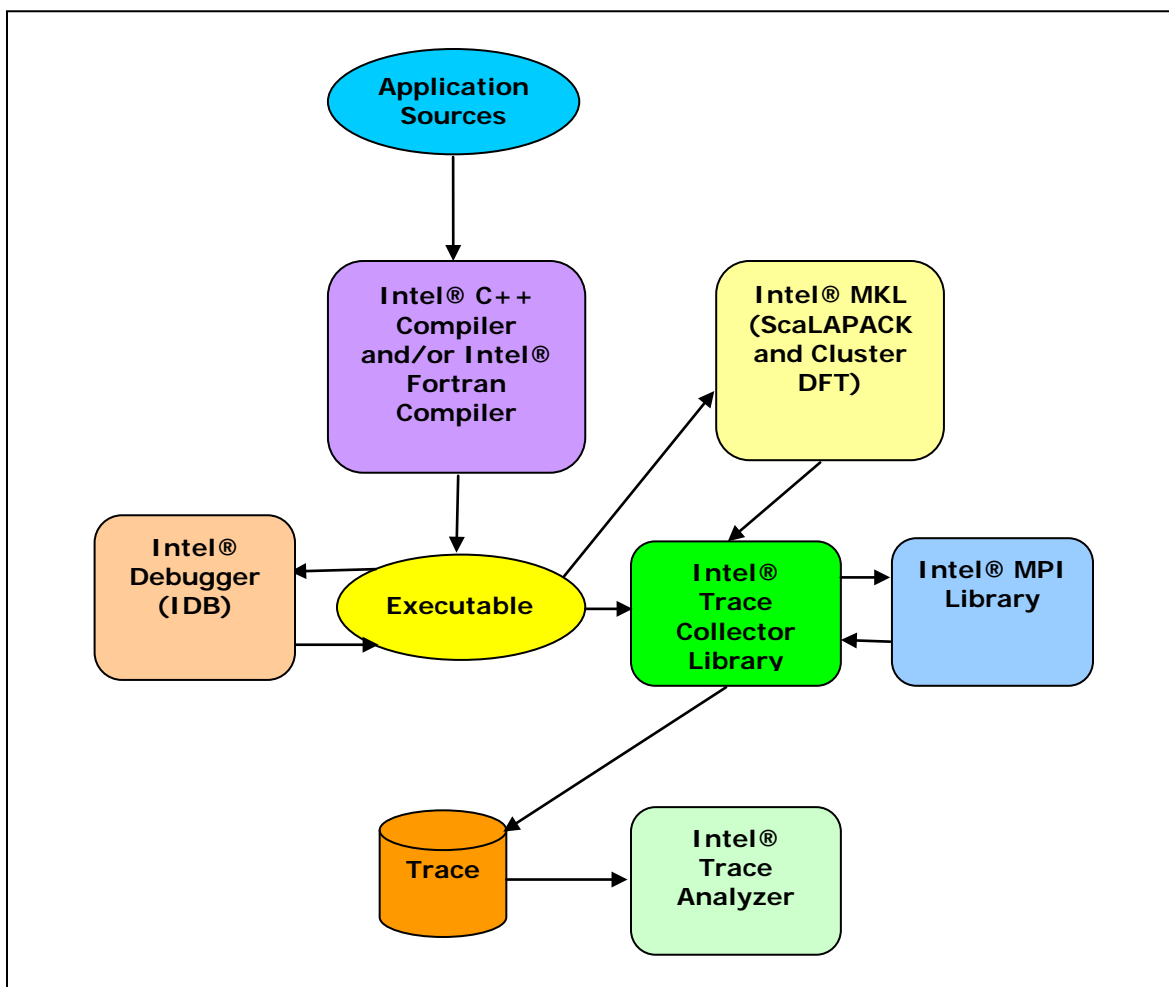 Application
Sources
Intel® C++
Compiler
and/or Intel®
Fortran
Compiler
Intel® MKL
(ScaLAPACK
and Cluster
DFT)
Intel®
Debugger
(IDB)
Executable
Intel®
Trace
Collector
Library
Intel® MPI
Library
Trace
Intel®
Trace
Analyzer